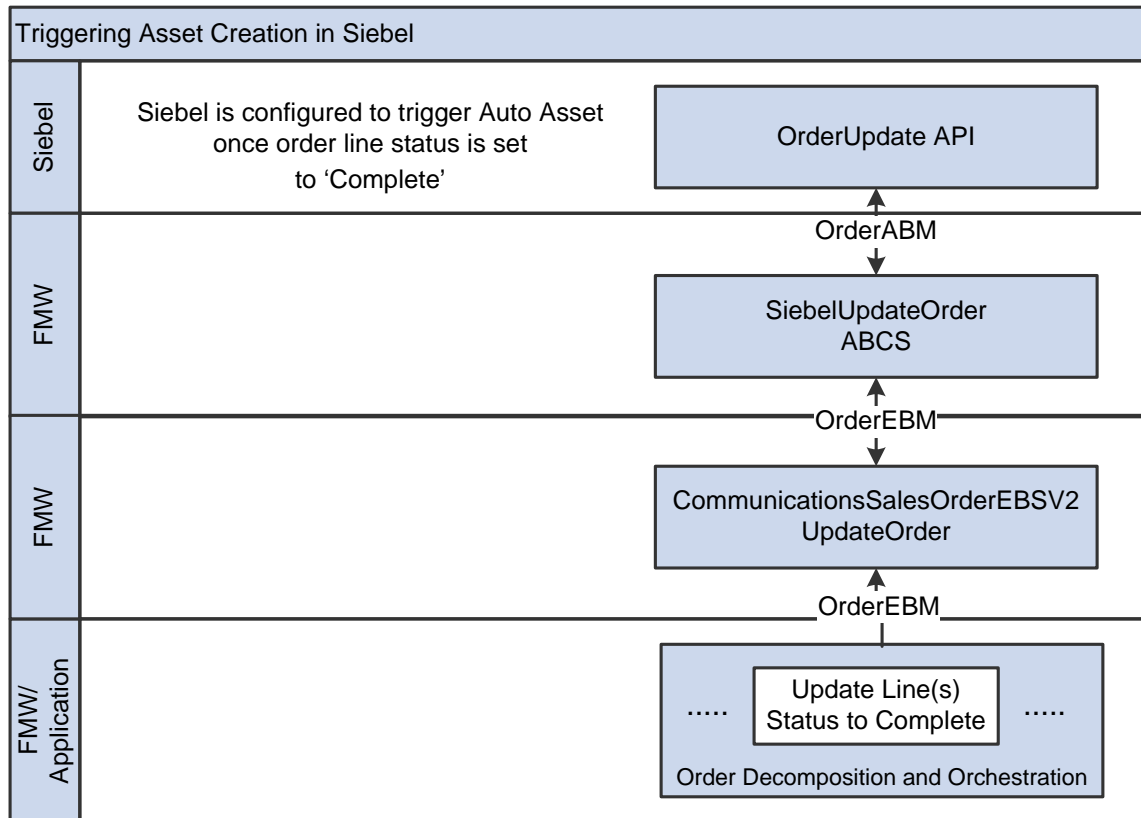 Triggering Asset Creation in Siebel
Siebel
Siebel is configured to trigger Auto Asset
once order line status is set
to ‘Complete’
OrderUpdate API
OrderABM
FMW
SiebelUpdateOrder
ABCS
OrderEBM
FMW
CommunicationsSalesOrderEBSV2
UpdateOrder
OrderEBM
FMW/
Application
.....
Update Line(s)
Status to Complete
.....
Order Decomposition and Orchestration